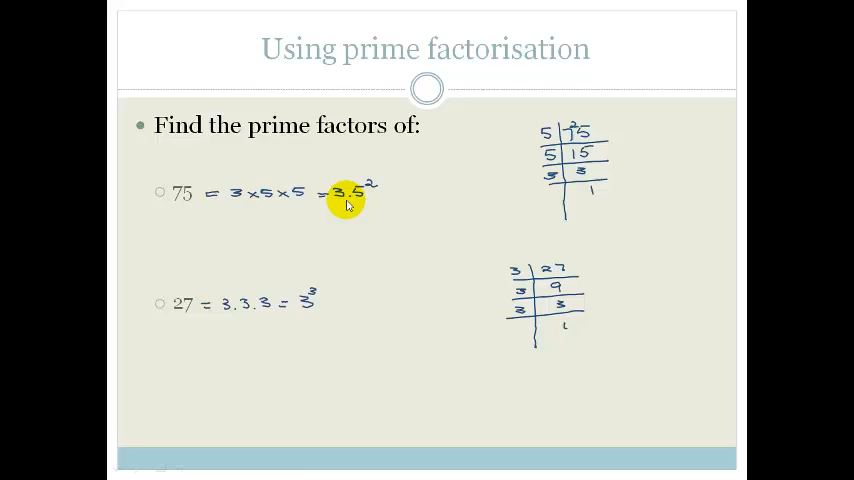 Using prime factorisation
Find the prime factors of:
75 = 3 × 5 × 5 = 3.5²
27 = 3.3.3 = 3³
5 | 7²5
5 | 15
3 | 3
1
3 | 27
3 | 9
3 | 3
1